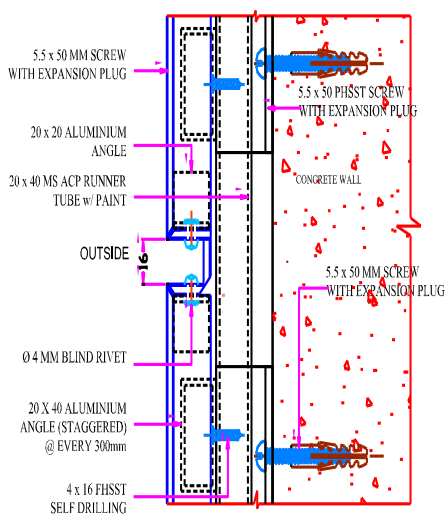 5.5 x 50 MM SCREW
WITH EXPANSION PLUG
5.5 x 50 PHSST SCREW
WITH EXPANSION PLUG
20 x 20 ALUMINIUM
ANGLE
20 x 40 MS ACP RUNNER
TUBE w/ PAINT
CONCRETE WALL
OUTSIDE
16
5.5 x 50 MM SCREW
WITH EXPANSION PLUG
Ø 4 MM BLIND RIVET
20 X 40 ALUMINIUM
ANGLE (STAGGERED)
@ EVERY 300mm
4 x 16 FHSST
SELF DRILLING